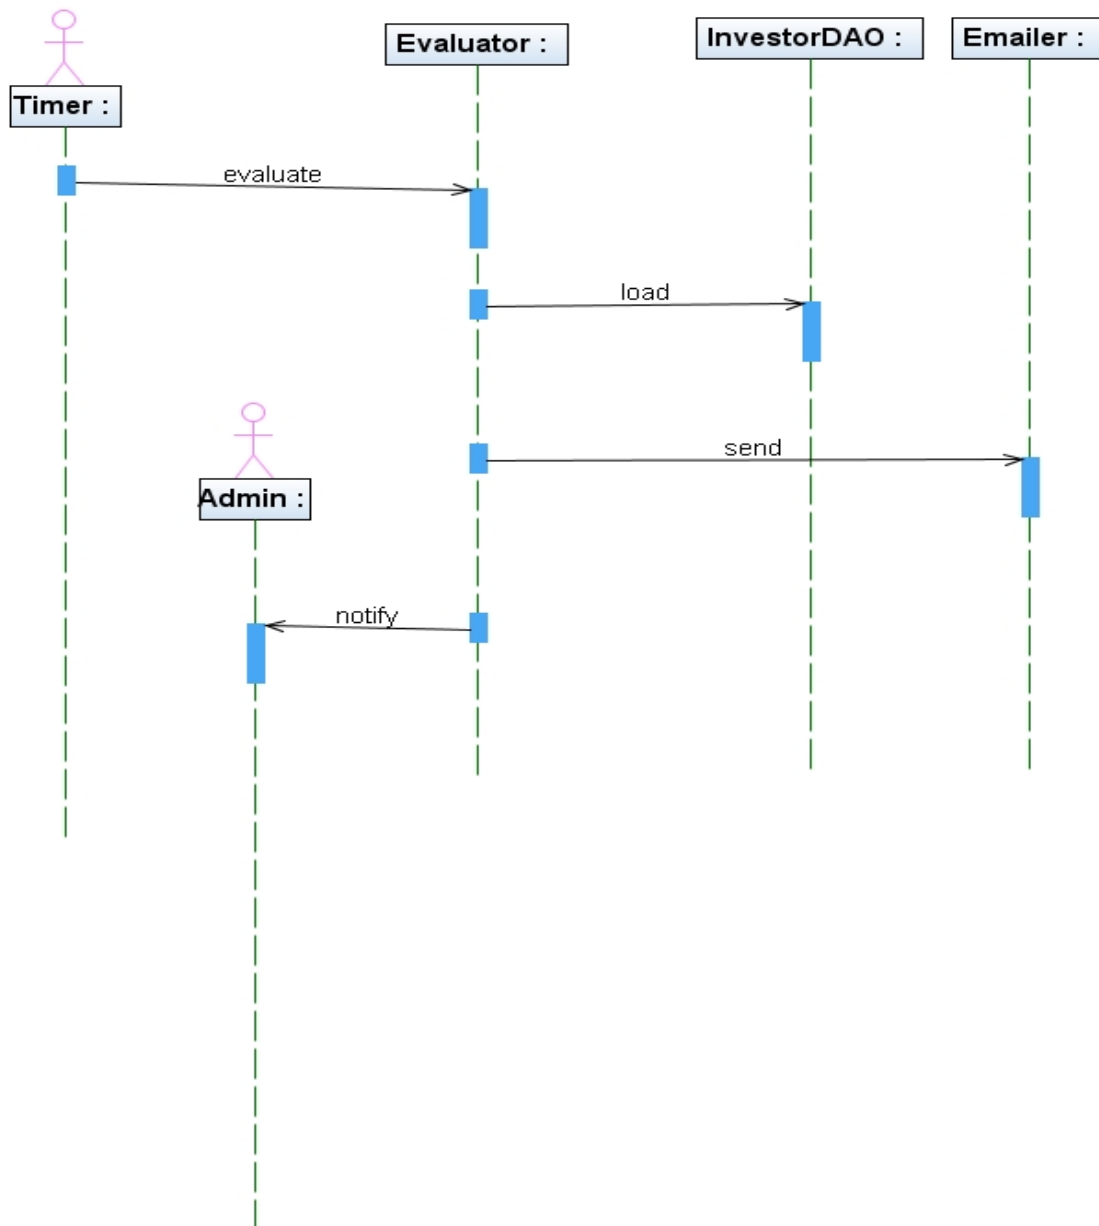 Timer :
Evaluator :
InvestorDAO :
Emailer :
evaluate
load
send
Admin :
notify